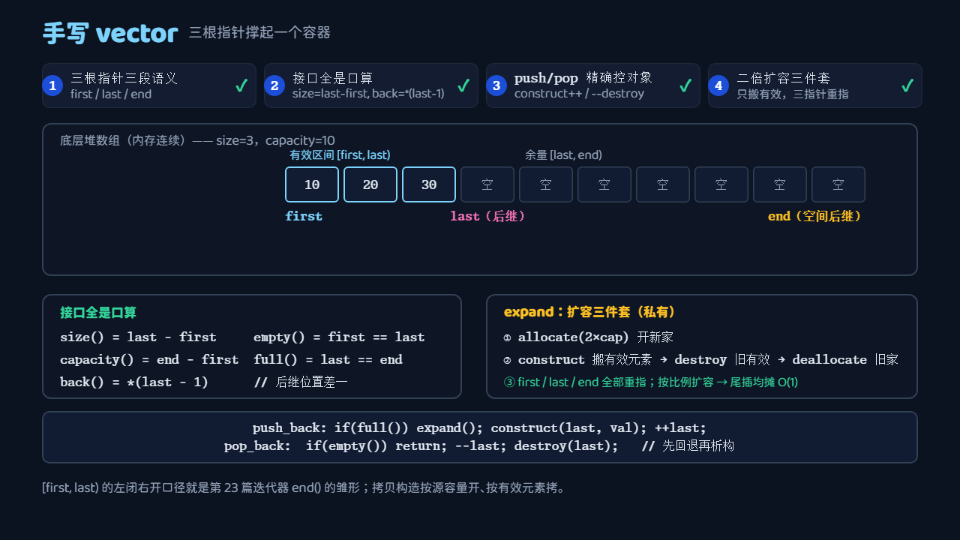 手写 vector 三根指针撑起一个容器
1 三根指针三段语义 ✓
first / last / end
2 接口全是口算 ✓
size=last-first, back=*(last-1)
3 push/pop 精确控对象 ✓
construct++ / --destroy
4 二倍扩容三件套 ✓
只搬有效，三指针重指
底层堆数组（内存连续）—— size=3，capacity=10
有效区间 [first, last) 余量 [last, end)
10 20 30 空 空 空 空 空 空 空
first last（后继） end（空间后继）
接口全是口算
size() = last - first empty() = first == last
capacity() = end - first full() = last == end
back() = *(last - 1) // 后继位置差一
expand：扩容三件套（私有）
① allocate(2×cap) 开新家
② construct 搬有效元素 → destroy 旧有效 → deallocate 旧家
③ first / last / end 全部重指；按比例扩容 → 尾插均摊 O(1)
push_back: if(full()) expand(); construct(last, val); ++last;
pop_back: if(empty()) return; --last; destroy(last); // 先回退再析构
[first, last) 的左闭右开口径就是第 23 篇迭代器 end() 的雏形；拷贝构造按源容量开、按有效元素拷。